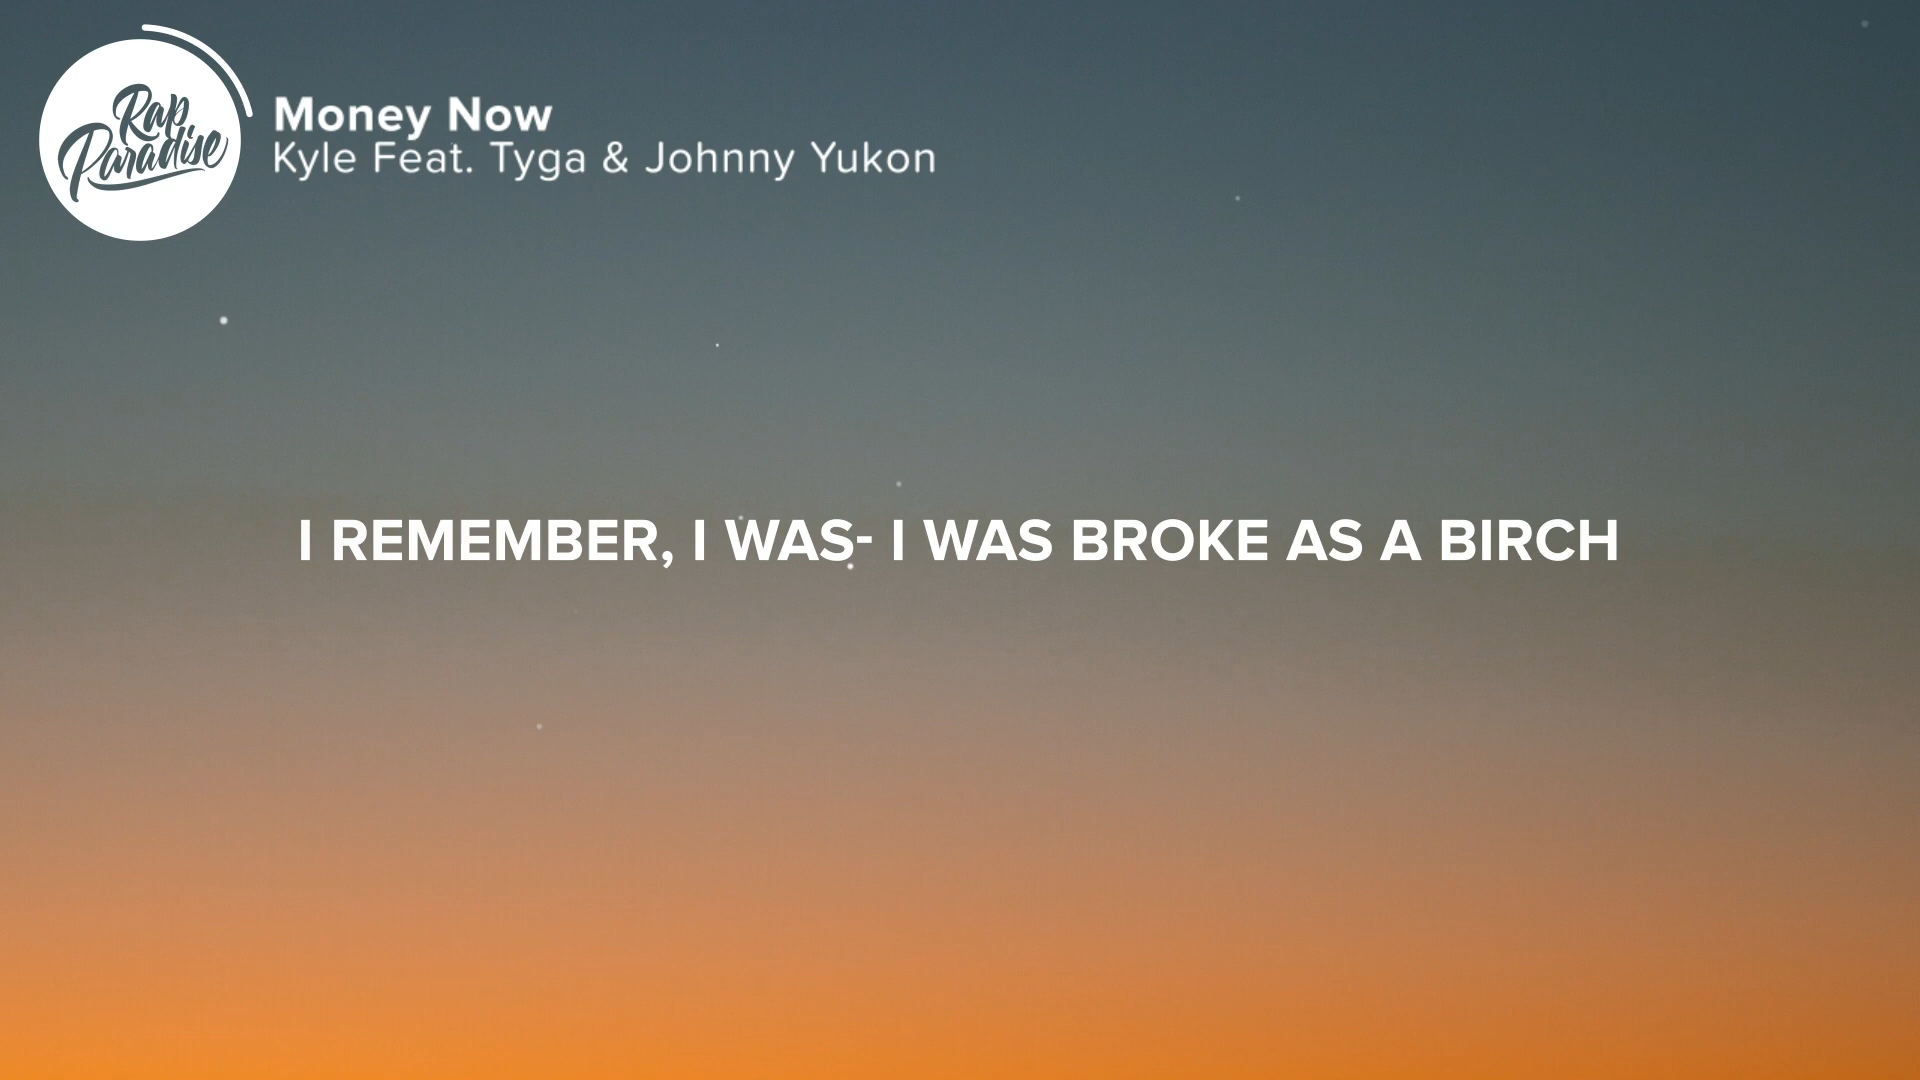 Rap
Paradise
Money Now
Kyle Feat. Tyga & Johnny Yukon
I REMEMBER, I WAS- I WAS BROKE AS A BIRCH